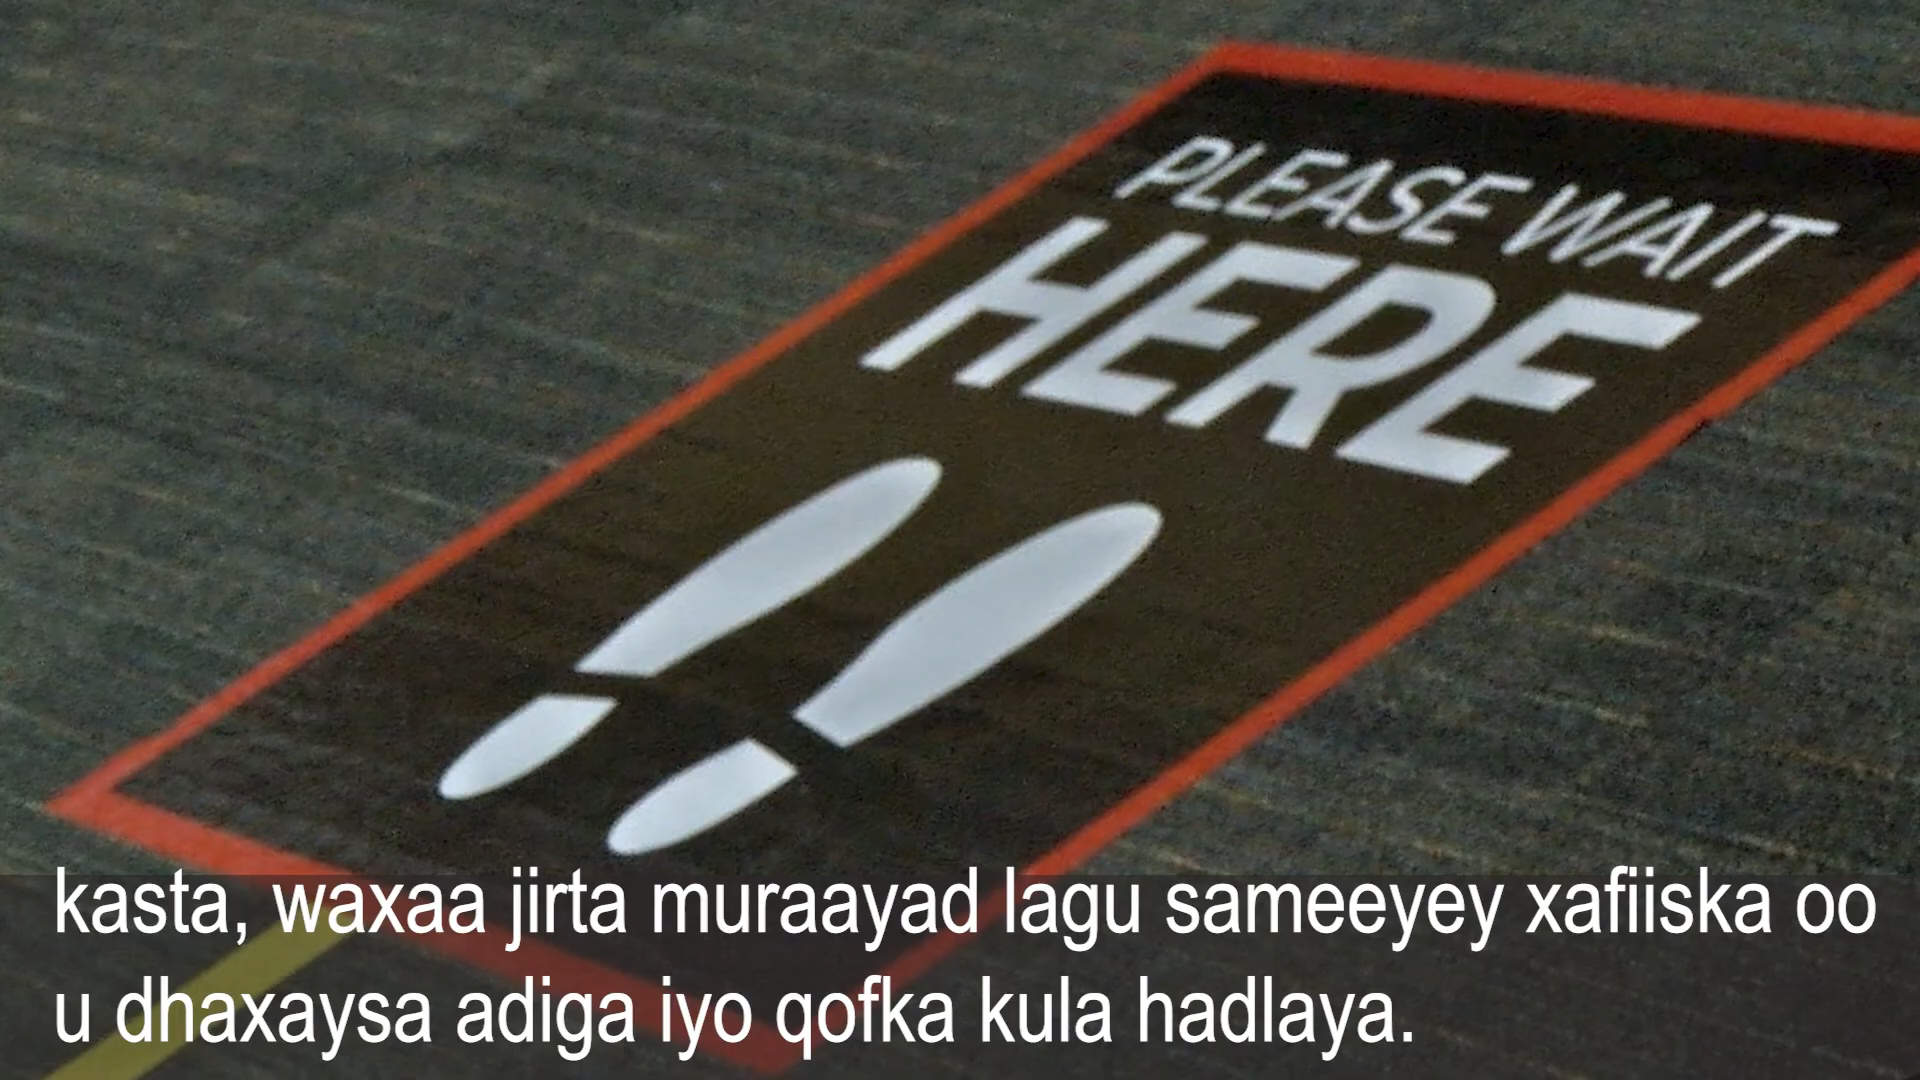 PLEASE WAIT
HERE
kasta, waxaa jirta muraayad lagu sameeyey xafiiska oo
u dhaxaysa adiga iyo qofka kula hadlaya.